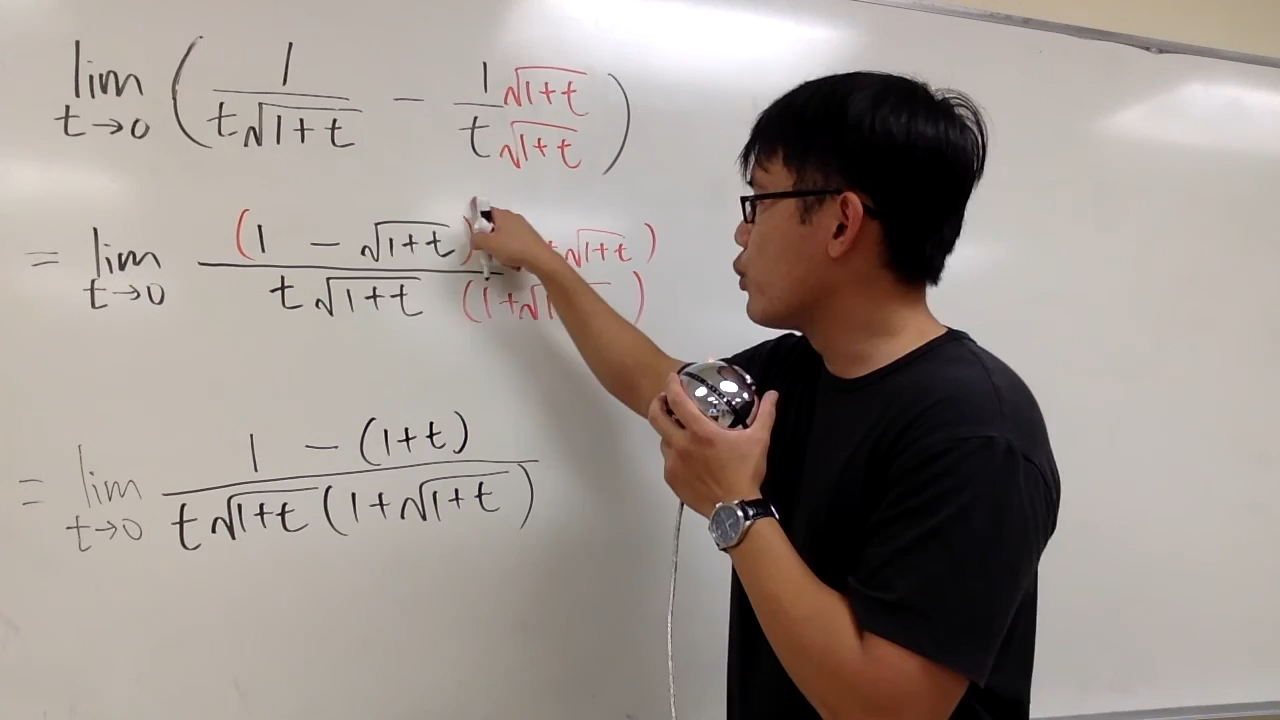 lim t→0 ( 1 / t√(1+t) − 1 √(1+t) / t √(1+t) )
= lim t→0 (1 − √(1+t)) √(1+t) ) / t √(1+t) (1+√1 )
= lim t→0 1 − (1+t) / t√(1+t) (1+√(1+t))